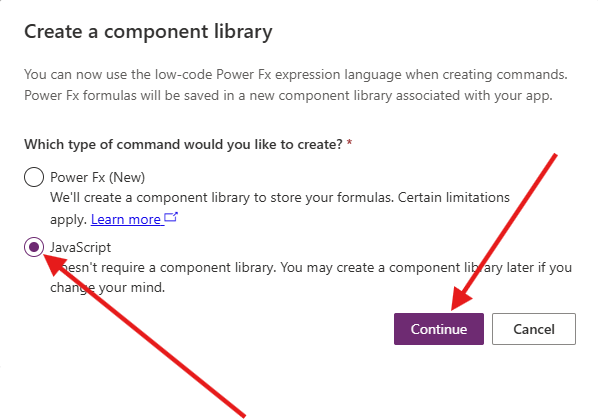 Create a component library
You can now use the low-code Power Fx expression language when creating commands.
Power Fx formulas will be saved in a new component library associated with your app.
Which type of command would you like to create? *
Power Fx (New)
We'll create a component library to store your formulas. Certain limitations
apply. Learn more
JavaScript
Doesn't require a component library. You may create a component library later if you
change your mind.
Continue
Cancel